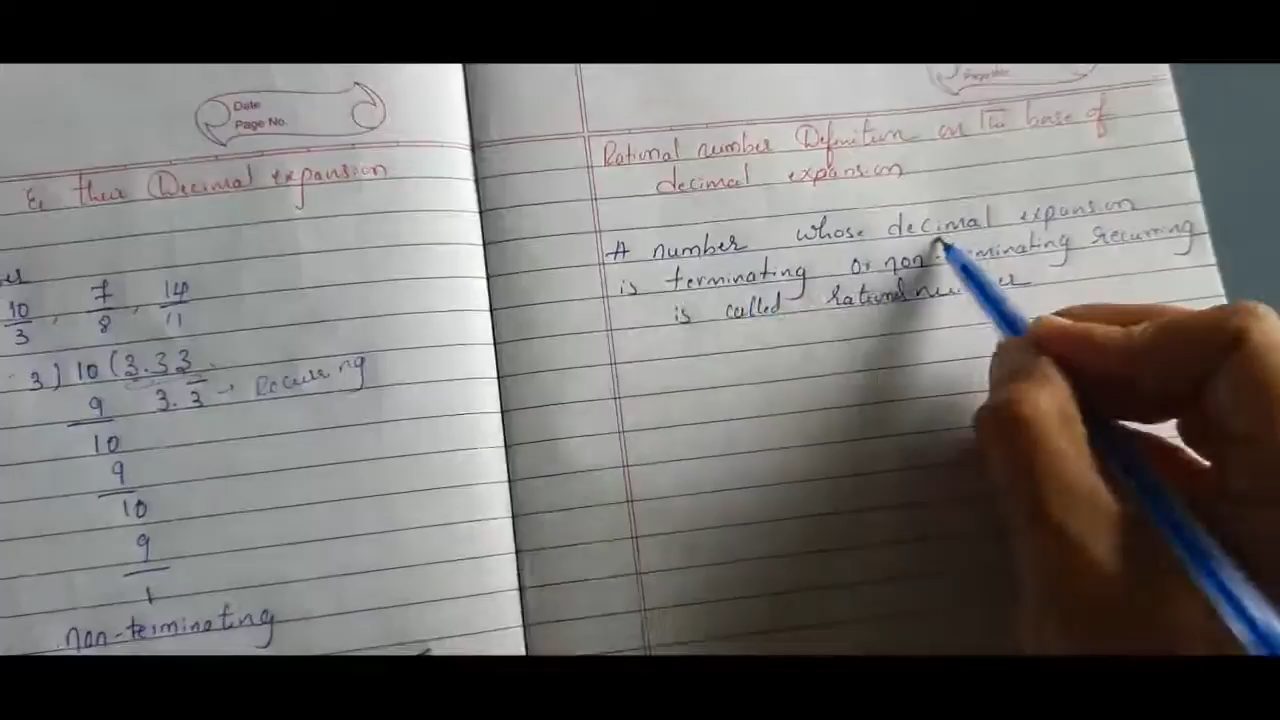 Date
Page No.
& their Decimal expansion
10/3, 7/8, 14/11
3) 10 (3.33
9 3.3̅ → Recurring
10
9
10
9
1
non-terminating
Rational number Definition on the base of
decimal expansion
A number whose decimal expansion
is terminating or non- minating recurring
is called rational